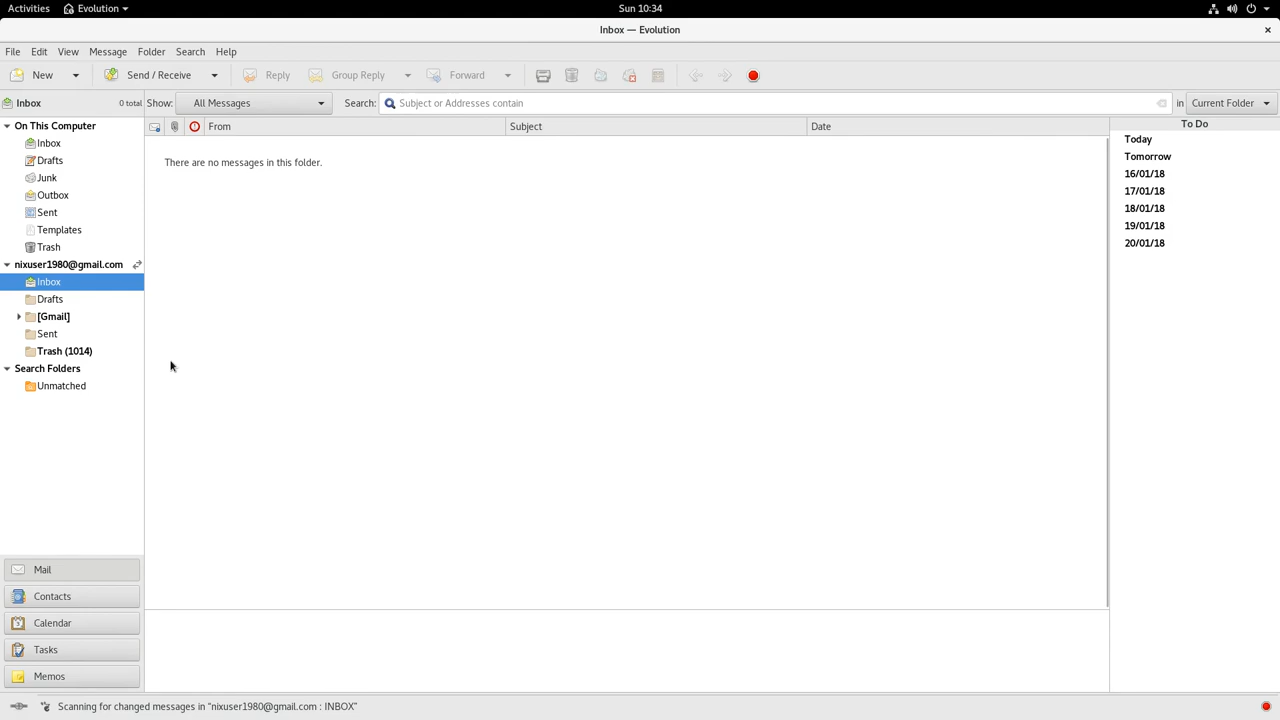 Activities Evolution Sun 10:34
Inbox — Evolution
File Edit View Message Folder Search Help
New Send / Receive Reply Group Reply Forward
Inbox 0 total Show: All Messages Search: Subject or Addresses contain in Current Folder
On This Computer
Inbox
Drafts
Junk
Outbox
Sent
Templates
Trash
nixuser1980@gmail.com
Inbox
Drafts
[Gmail]
Sent
Trash (1014)
Search Folders
Unmatched
From Subject Date
There are no messages in this folder.
To Do
Today
Tomorrow
16/01/18
17/01/18
18/01/18
19/01/18
20/01/18
Mail
Contacts
Calendar
Tasks
Memos
Scanning for changed messages in "nixuser1980@gmail.com : INBOX"